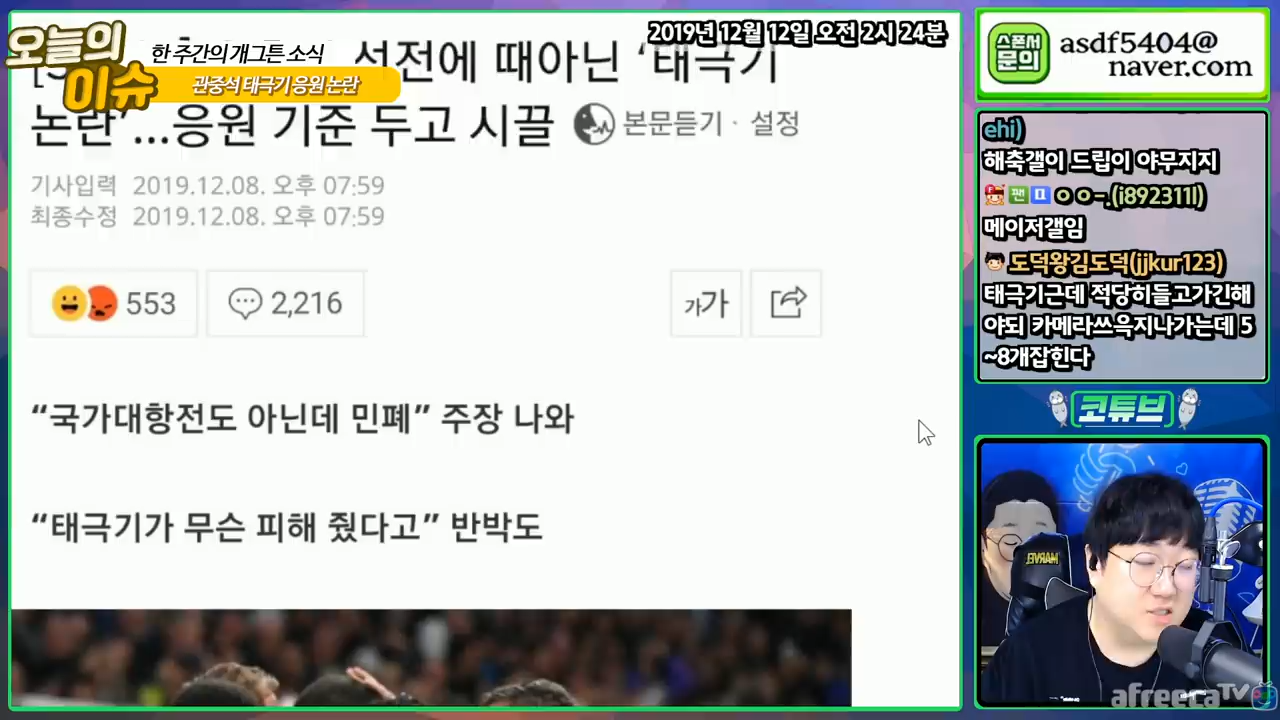 오늘의
이슈
한 주간의 개그튼 소식
관중석 태극기 응원 논란
2019년 12월 12일 오전 2시 24분
선전에 때아닌 ‘태극기
논란’...응원 기준 두고 시끌
본문듣기 · 설정
기사입력 2019.12.08. 오후 07:59
최종수정 2019.12.08. 오후 07:59
553
2,216
가가
“국가대항전도 아닌데 민폐” 주장 나와
“태극기가 무슨 피해 줬다고” 반박도
스폰서
문의
asdf5404@
naver.com
ehi)
해축갤이 드립이 야무지지
팬 ㅇㅇ-.(i892311l)
메이저갤임
도덕왕김도덕(jjkur123)
태극기근데 적당히들고가긴해
야되 카메라쓰윽지나가는데 5
~8개잡힌다
코튜브
MARVEL
afreecaTV